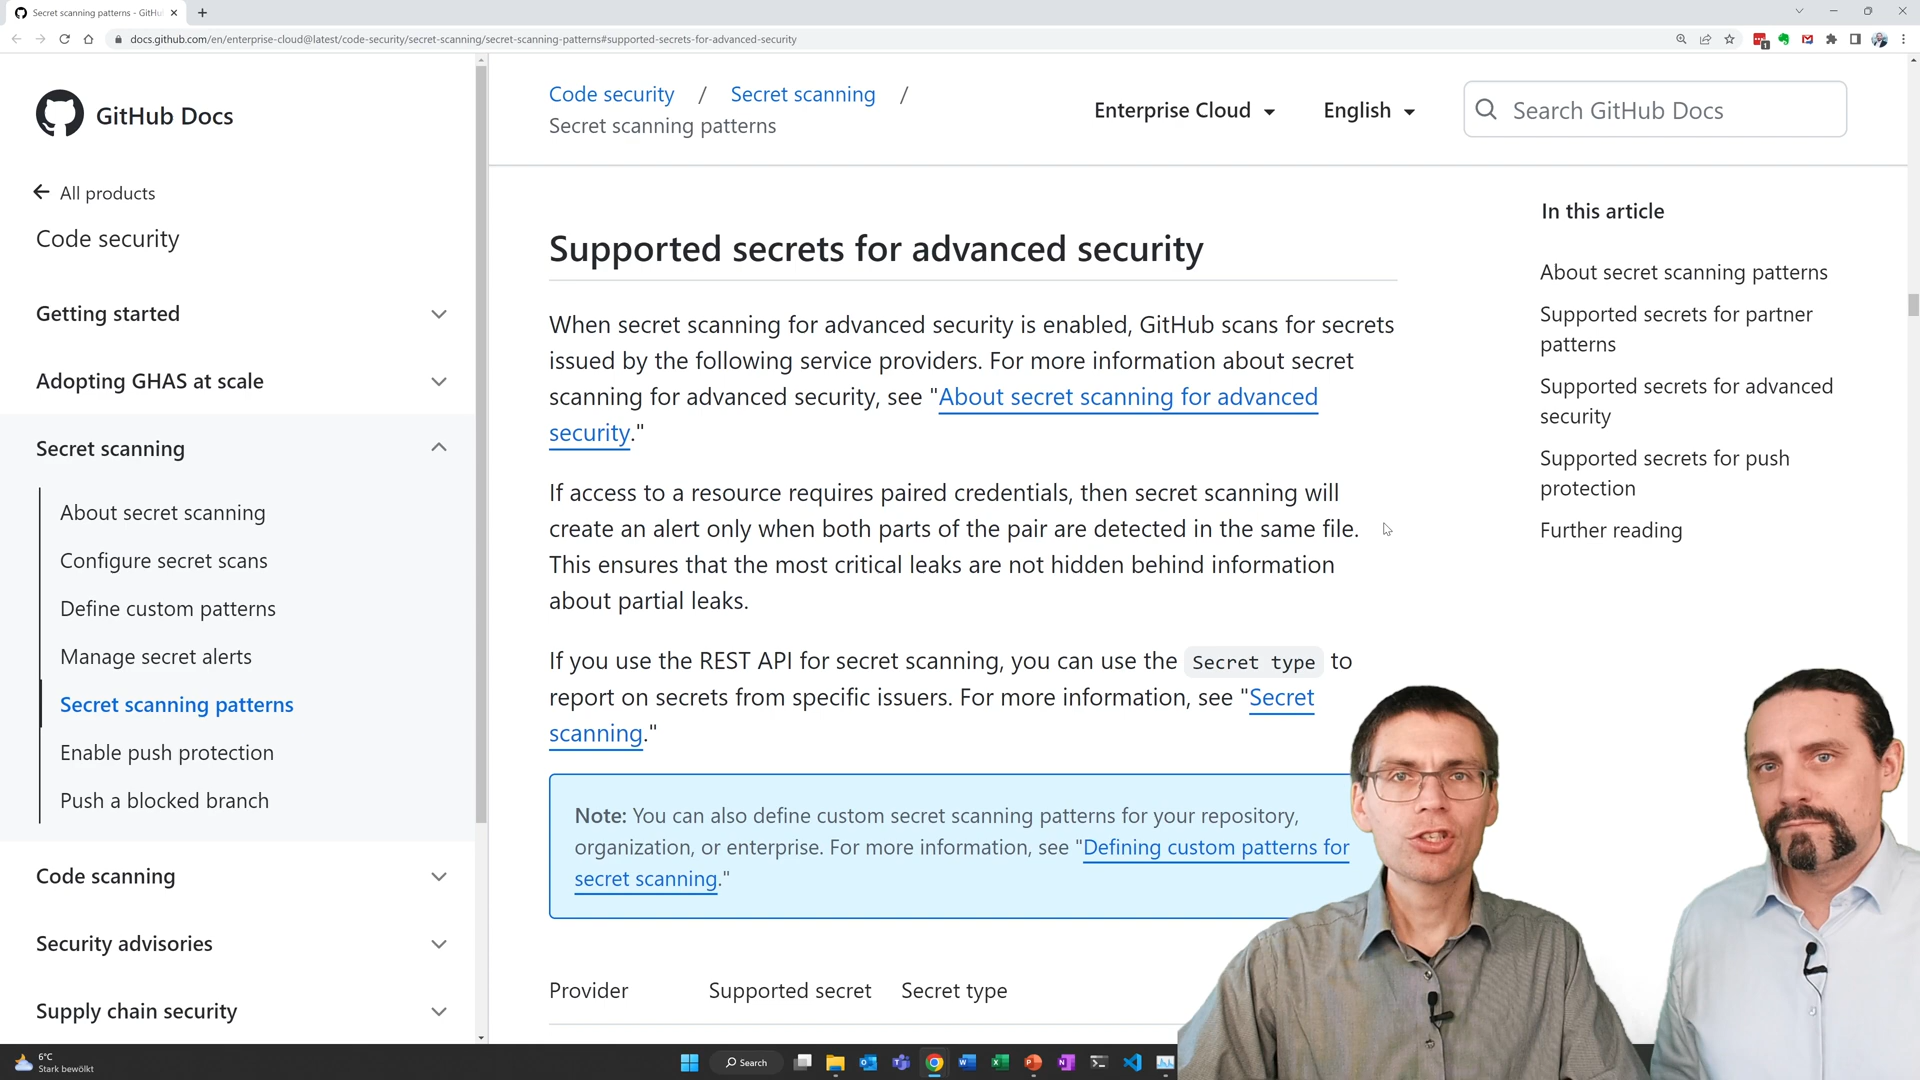 Secret scanning patterns - GitHu
docs.github.com/en/enterprise-cloud@latest/code-security/secret-scanning/secret-scanning-patterns#supported-secrets-for-advanced-security
GitHub Docs
All products
Code security
Getting started
Adopting GHAS at scale
Secret scanning
About secret scanning
Configure secret scans
Define custom patterns
Manage secret alerts
Secret scanning patterns
Enable push protection
Push a blocked branch
Code scanning
Security advisories
Supply chain security
Code security / Secret scanning /
Secret scanning patterns
Enterprise Cloud
English
Search GitHub Docs
Supported secrets for advanced security
When secret scanning for advanced security is enabled, GitHub scans for secrets
issued by the following service providers. For more information about secret
scanning for advanced security, see "About secret scanning for advanced
security."
If access to a resource requires paired credentials, then secret scanning will
create an alert only when both parts of the pair are detected in the same file.
This ensures that the most critical leaks are not hidden behind information
about partial leaks.
If you use the REST API for secret scanning, you can use the Secret type to
report on secrets from specific issuers. For more information, see "Secret
scanning."
Note: You can also define custom secret scanning patterns for your repository,
organization, or enterprise. For more information, see "Defining custom patterns for
secret scanning."
Provider Supported secret Secret type
In this article
About secret scanning patterns
Supported secrets for partner
patterns
Supported secrets for advanced
security
Supported secrets for push
protection
Further reading
6°C
Stark bewölkt
Search